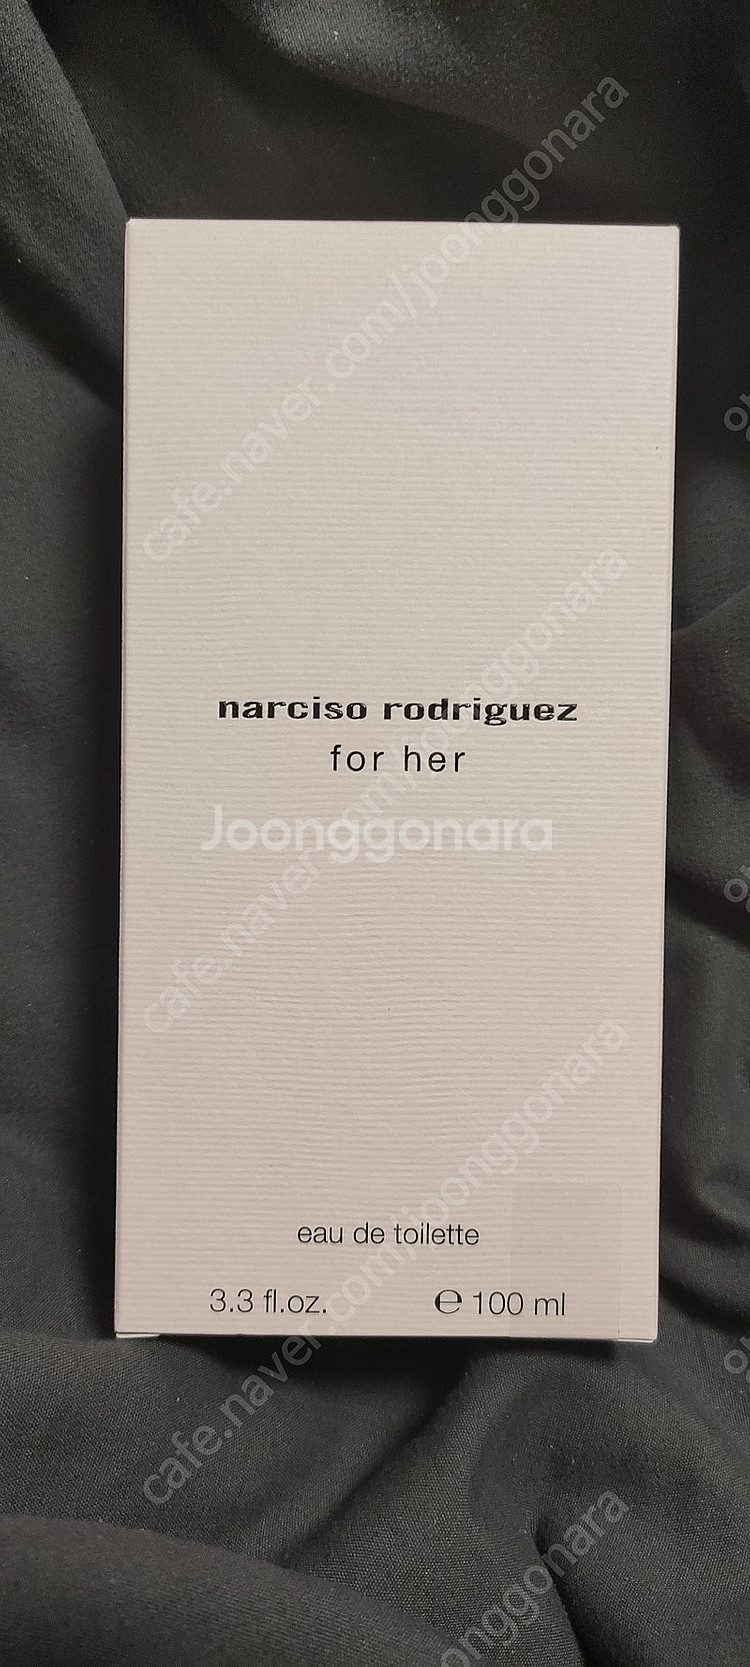 cafe.naver.com/joonggonara
narciso rodriguez
for her
Joonggonara
cafe.naver.com/joonggonara
eau de toilette
3.3 fl.oz.
℮ 100 ml
cafe.naver.com/joonggonara
cafe.naver.com/joonggonara